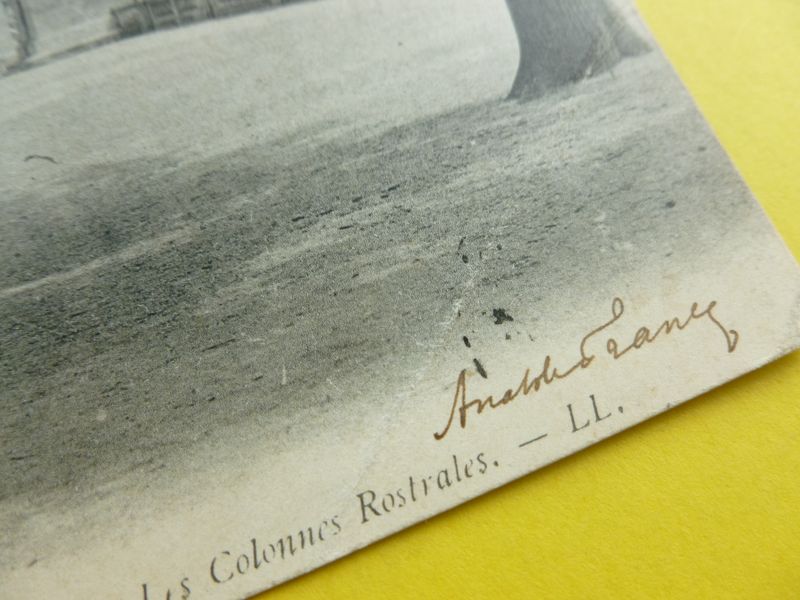 Anatole France
Les Colonnes Rostrales. — LL.